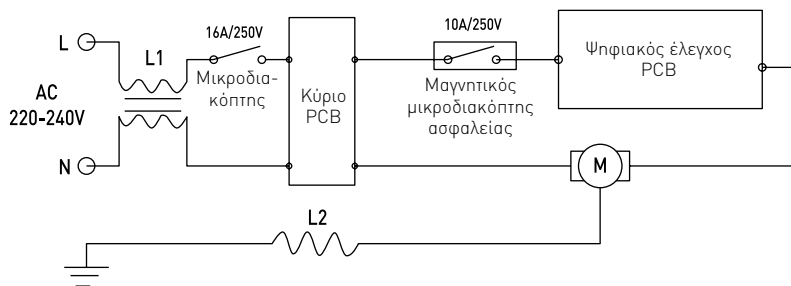 L
L1
16A/250V
Μικροδια-
κόπτης
AC
220-240V
N
Κύριο
PCB
10A/250V
Μαγνητικός
μικροδιακόπτης
ασφαλείας
Ψηφιακός έλεγχος
PCB
M
L2